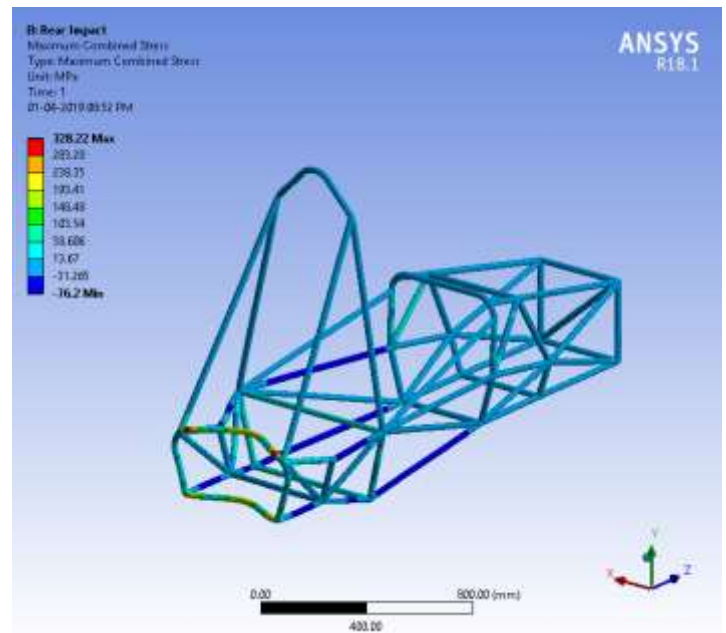 B: Rear Impact
Maximum Combined Stress
Type: Maximum Combined Stress
Unit: MPa
Time: 1
01-04-2019 08:52 PM
ANSYS
R18.1
328.22 Max
283.28
238.35
193.41
148.48
103.54
58.606
13.67
-31.265
-76.2 Min
Y
X
Z
0.00
800.00 (mm)
400.00